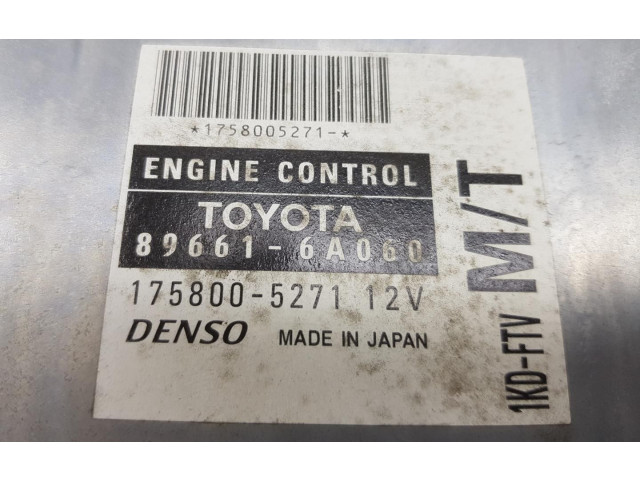 *1758005271-*
ENGINE CONTROL
TOYOTA
89661-6A060
175800-5271 12V
DENSO MADE IN JAPAN
M/T
1KD-FTV